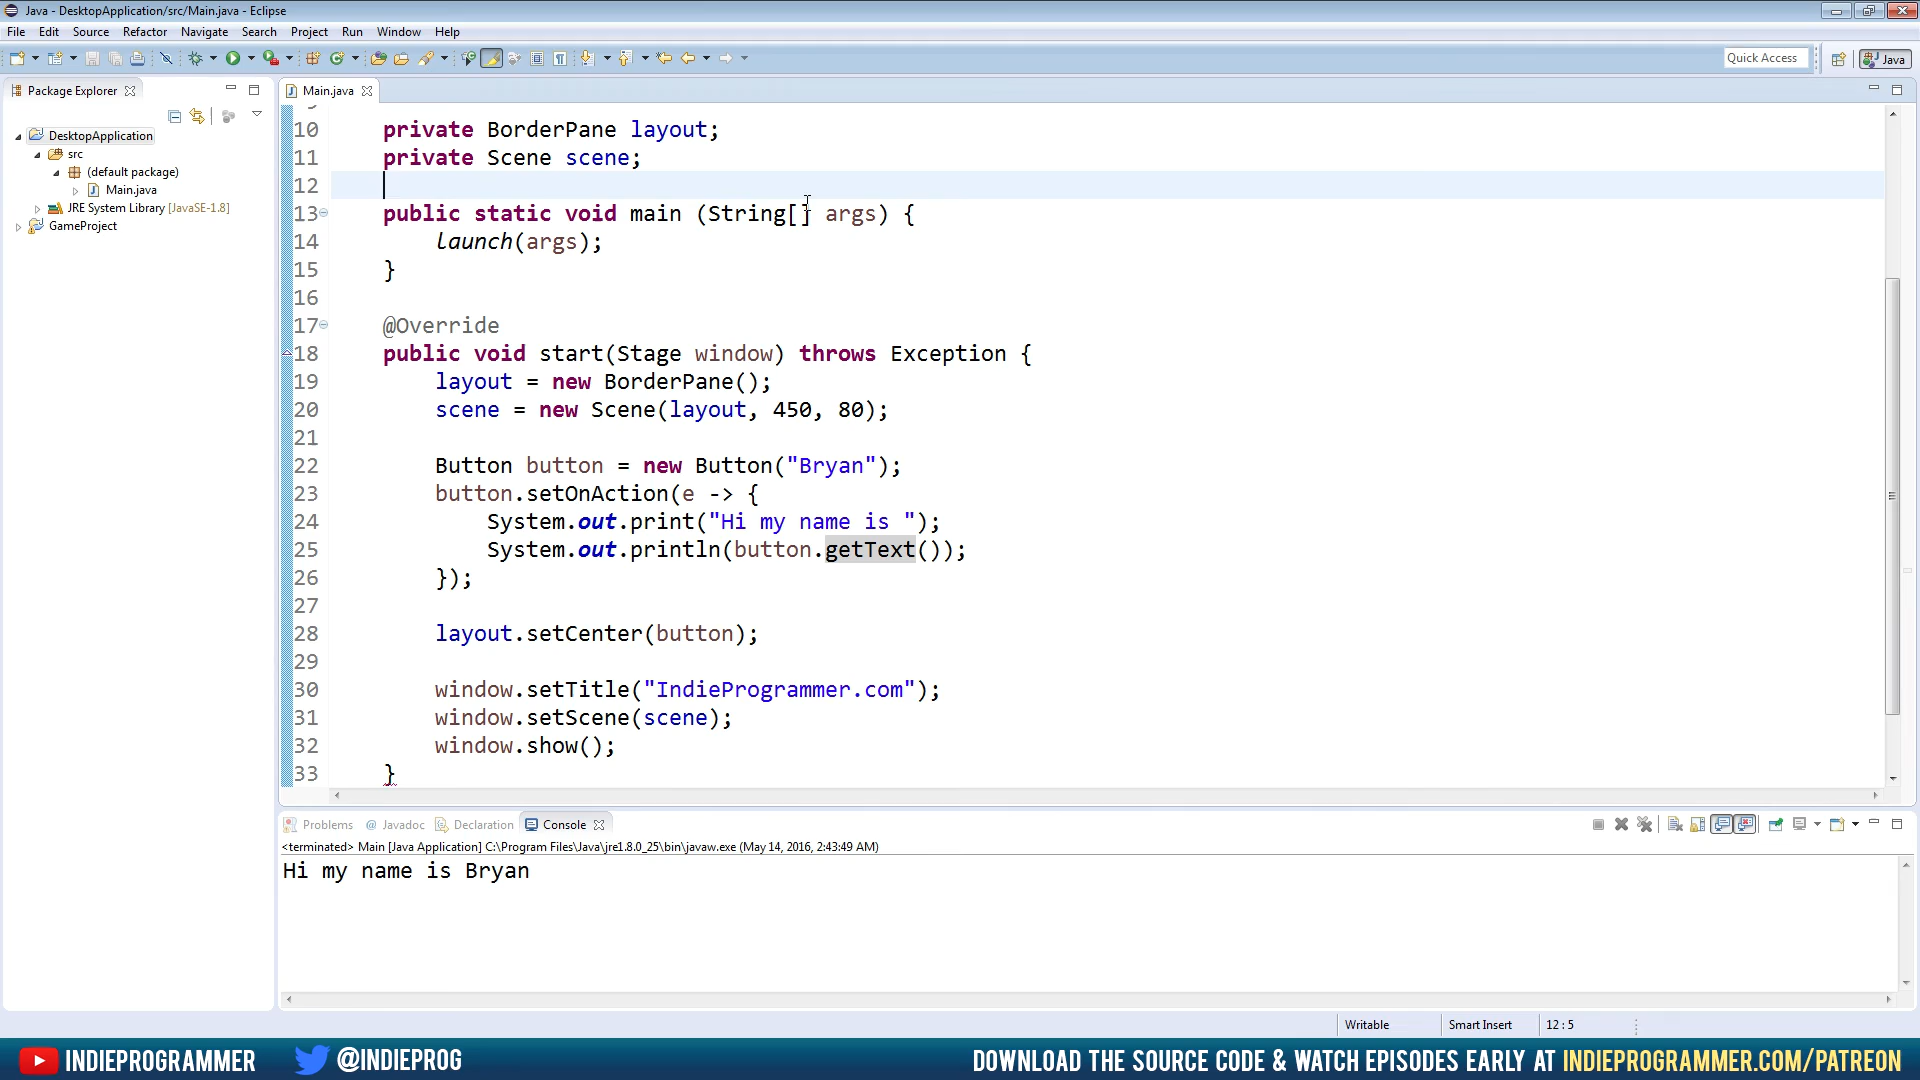 Java - DesktopApplication/src/Main.java - Eclipse
File Edit Source Refactor Navigate Search Project Run Window Help
Quick Access
Java
Package Explorer
DesktopApplication
src
(default package)
Main.java
JRE System Library [JavaSE-1.8]
GameProject
Main.java
10 private BorderPane layout;
11 private Scene scene;
12
13 public static void main (String[] args) {
14 launch(args);
15 }
16
17 @Override
18 public void start(Stage window) throws Exception {
19 layout = new BorderPane();
20 scene = new Scene(layout, 450, 80);
21
22 Button button = new Button("Bryan");
23 button.setOnAction(e -> {
24 System.out.print("Hi my name is ");
25 System.out.println(button.getText());
26 });
27
28 layout.setCenter(button);
29
30 window.setTitle("IndieProgrammer.com");
31 window.setScene(scene);
32 window.show();
33 }
Problems @ Javadoc Declaration Console
<terminated> Main [Java Application] C:\Program Files\Java\jre1.8.0_25\bin\javaw.exe (May 14, 2016, 2:43:49 AM)
Hi my name is Bryan
Writable Smart Insert 12 : 5
INDIEPROGRAMMER @INDIEPROG DOWNLOAD THE SOURCE CODE & WATCH EPISODES EARLY AT INDIEPROGRAMMER.COM/PATREON